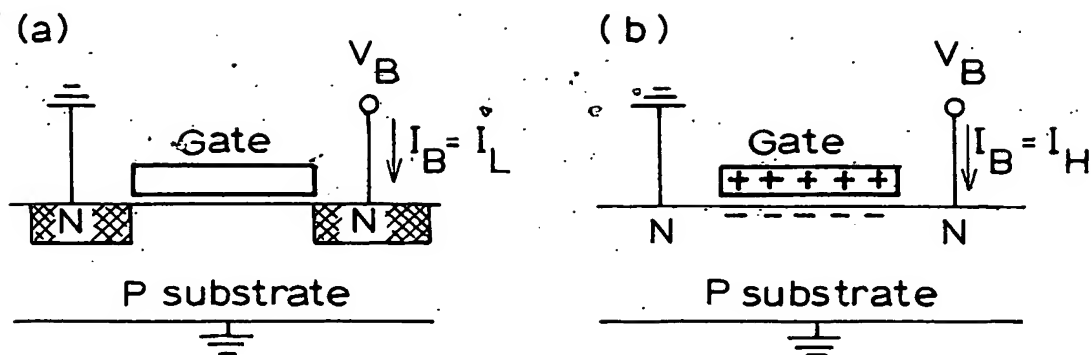 (a)
V_B
Gate
I_B = I_L
N
N
P substrate
(b)
V_B
Gate
I_B = I_H
+ + + + +
– – – – –
N
N
P substrate